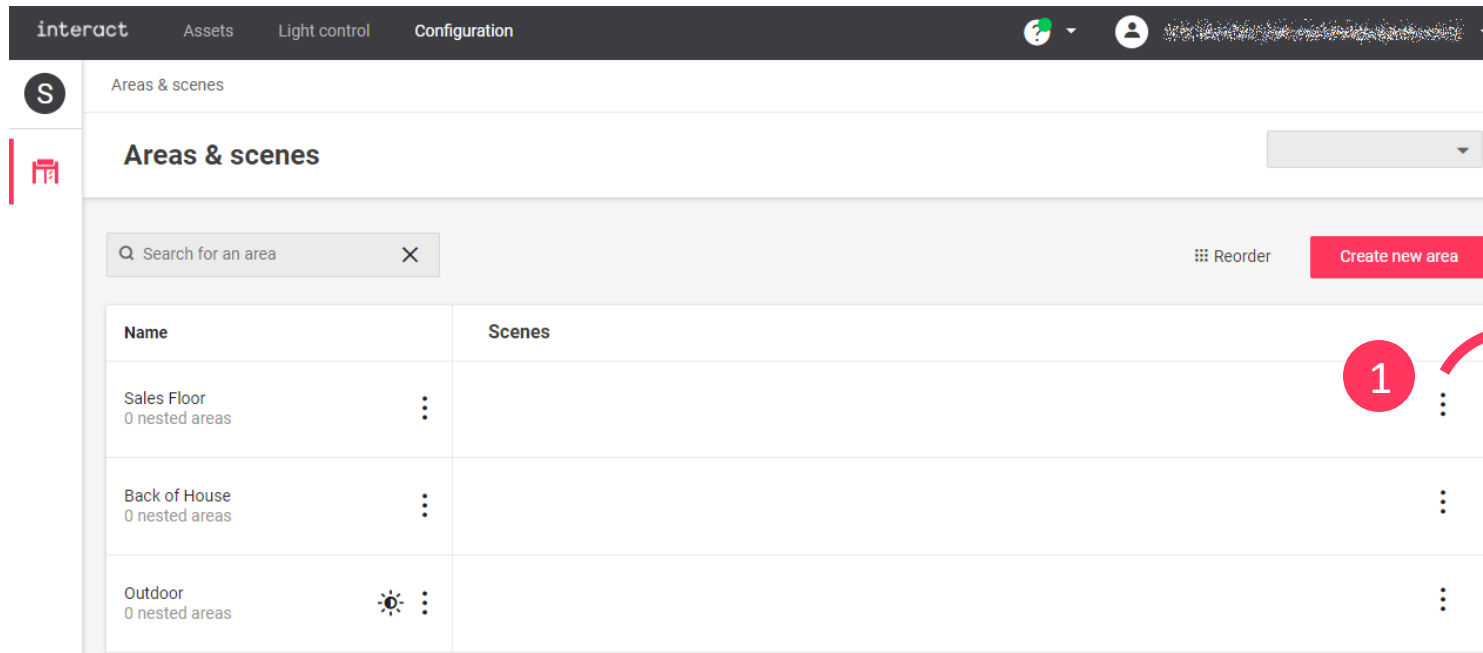 interact Assets Light control Configuration ?
S
Areas & scenes
Areas & scenes
Search for an area
Reorder
Create new area
Name Scenes
1
Sales Floor
0 nested areas
Back of House
0 nested areas
Outdoor
0 nested areas